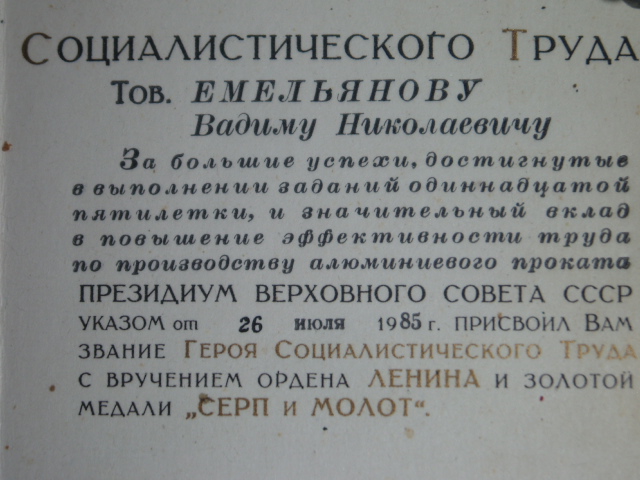 Социалистического Труда
Тов. ЕМЕЛЬЯНОВУ
Вадиму Николаевичу
За большие успехи, достигнутые
в выполнении заданий одиннадцатой
пятилетки, и значительный вклад
в повышение эффективности труда
по производству алюминиевого проката
ПРЕЗИДИУМ ВЕРХОВНОГО СОВЕТА СССР
УКАЗОМ от 26 июля 1985 г. ПРИСВОИЛ ВАМ
ЗВАНИЕ ГЕРОЯ СОЦИАЛИСТИЧЕСКОГО ТРУДА
С ВРУЧЕНИЕМ ОРДЕНА ЛЕНИНА И ЗОЛОТОЙ
МЕДАЛИ „СЕРП И МОЛОТ“.